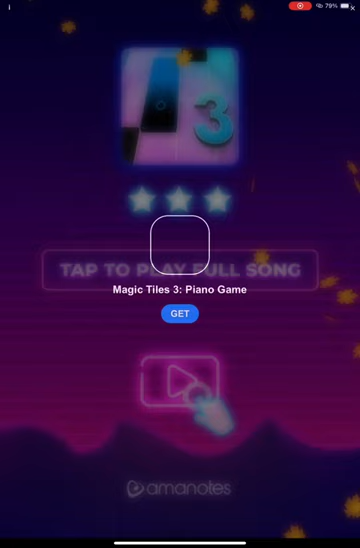 i
79%
3
TAP TO PLAY FULL SONG
Magic Tiles 3: Piano Game
GET
amanotes